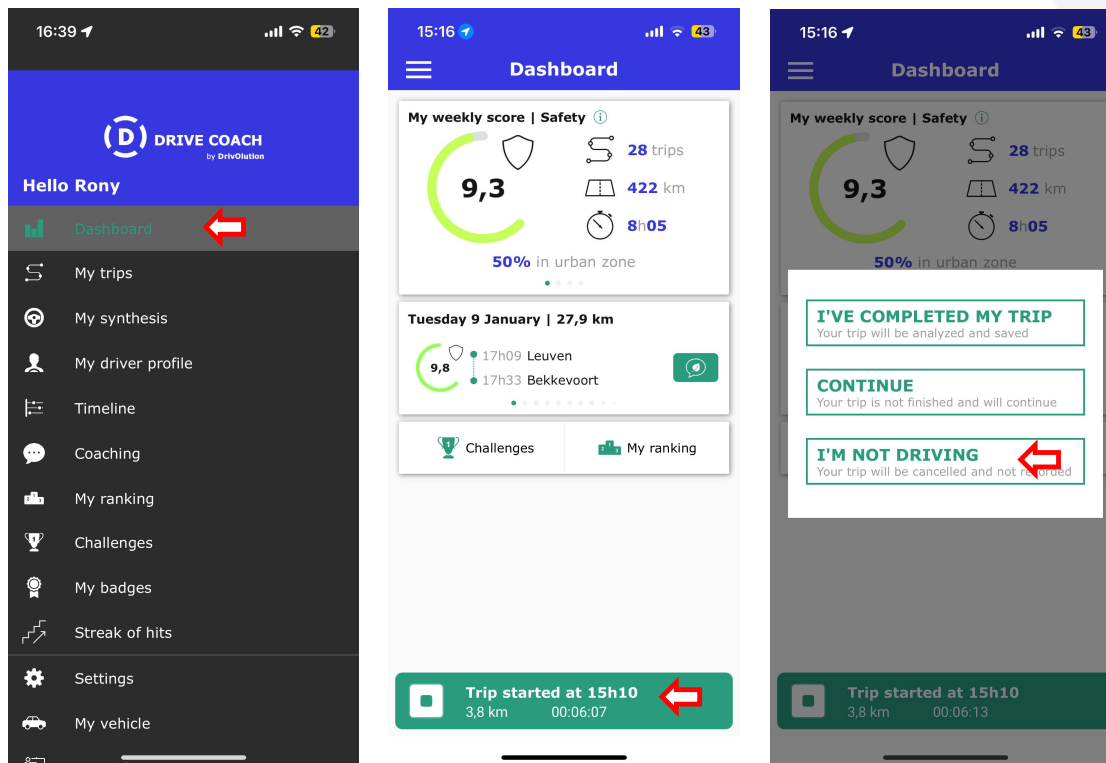 16:39
42
DRIVE COACH
by DrivOlution
Hello Rony
Dashboard
My trips
My synthesis
My driver profile
Timeline
Coaching
My ranking
Challenges
My badges
Streak of hits
Settings
My vehicle
15:16
43
Dashboard
My weekly score | Safety
9,3
28 trips
422 km
8h05
50% in urban zone
Tuesday 9 January | 27,9 km
9,8
17h09 Leuven
17h33 Bekkevoort
Challenges
My ranking
Trip started at 15h10
3,8 km 00:06:07
15:16
43
Dashboard
My weekly score | Safety
9,3
28 trips
422 km
8h05
50% in urban zone
I'VE COMPLETED MY TRIP
Your trip will be analyzed and saved
CONTINUE
Your trip is not finished and will continue
I'M NOT DRIVING
Your trip will be cancelled and not recorded
Trip started at 15h10
3,8 km 00:06:13